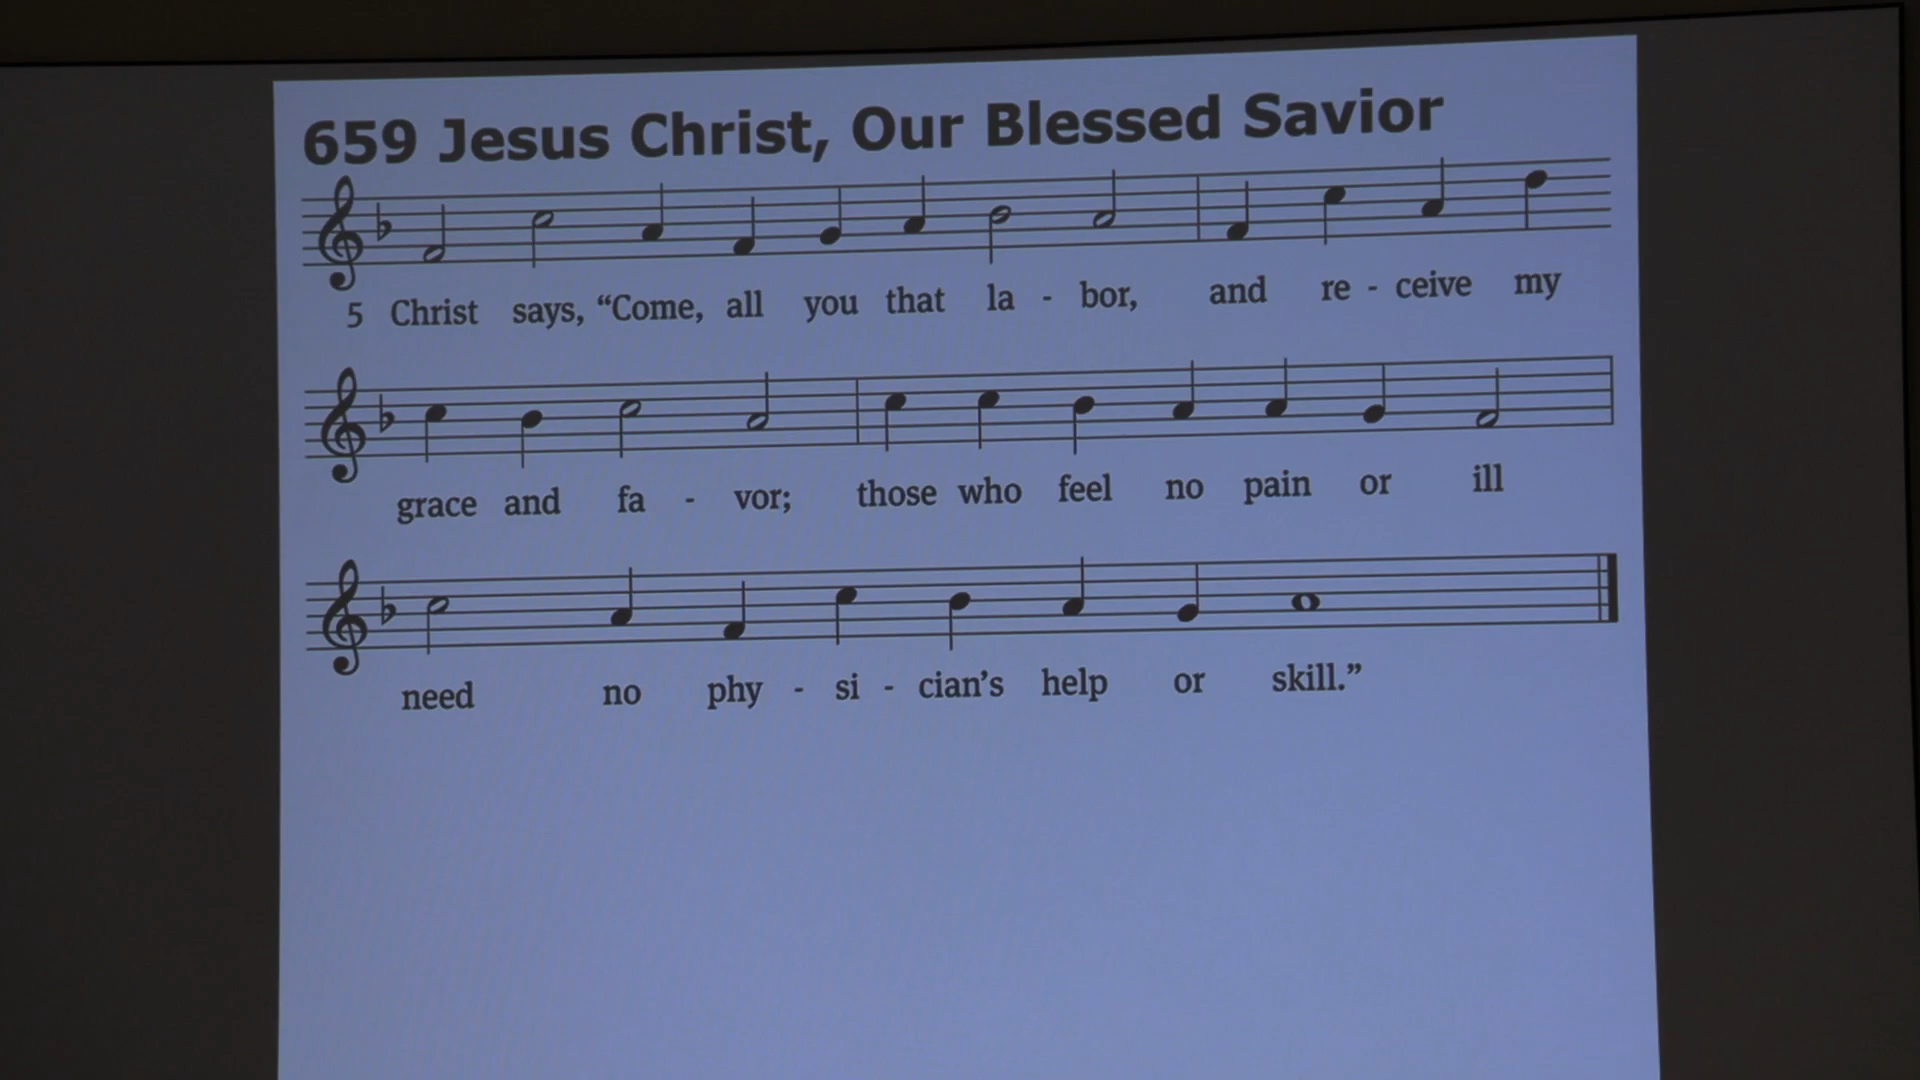 659 Jesus Christ, Our Blessed Savior
5 Christ says, “Come, all you that la - bor, and re - ceive my
grace and fa - vor; those who feel no pain or ill
need no phy - si - cian’s help or skill.”